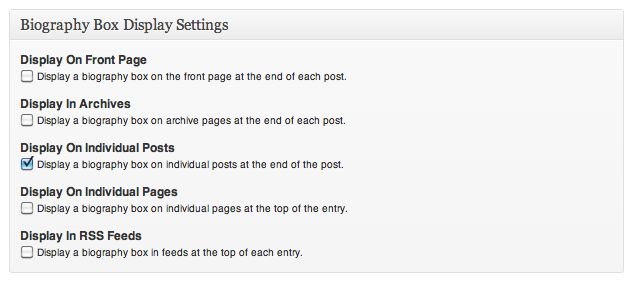 Biography Box Display Settings
Display On Front Page
Display a biography box on the front page at the end of each post.
Display In Archives
Display a biography box on archive pages at the end of each post.
Display On Individual Posts
Display a biography box on individual posts at the end of the post.
Display On Individual Pages
Display a biography box on individual pages at the top of the entry.
Display In RSS Feeds
Display a biography box in feeds at the top of each entry.